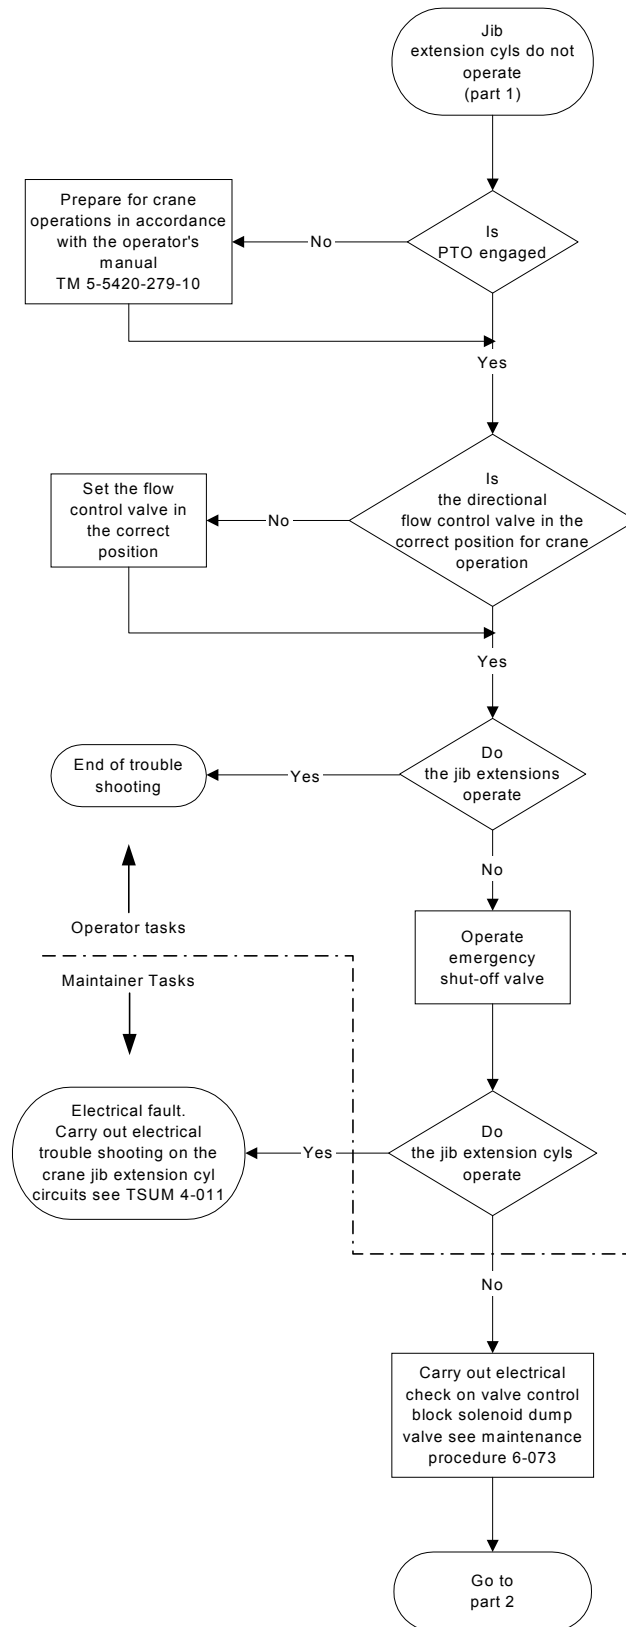 Jib
extension cyls do not
operate
(part 1)
Prepare for crane
operations in accordance
with the operator's
manual
TM 5-5420-279-10
No
Is
PTO engaged
Yes
Set the flow
control valve in
the correct
position
No
Is
the directional
flow control valve in the
correct position for crane
operation
Yes
End of trouble
shooting
Yes
Do
the jib extensions
operate
No
Operator tasks
Operate
emergency
shut-off valve
Maintainer Tasks
Electrical fault.
Carry out electrical
trouble shooting on the
crane jib extension cyl
circuits see TSUM 4-011
Yes
Do
the jib extension cyls
operate
No
Carry out electrical
check on valve control
block solenoid dump
valve see maintenance
procedure 6-073
Go to
part 2